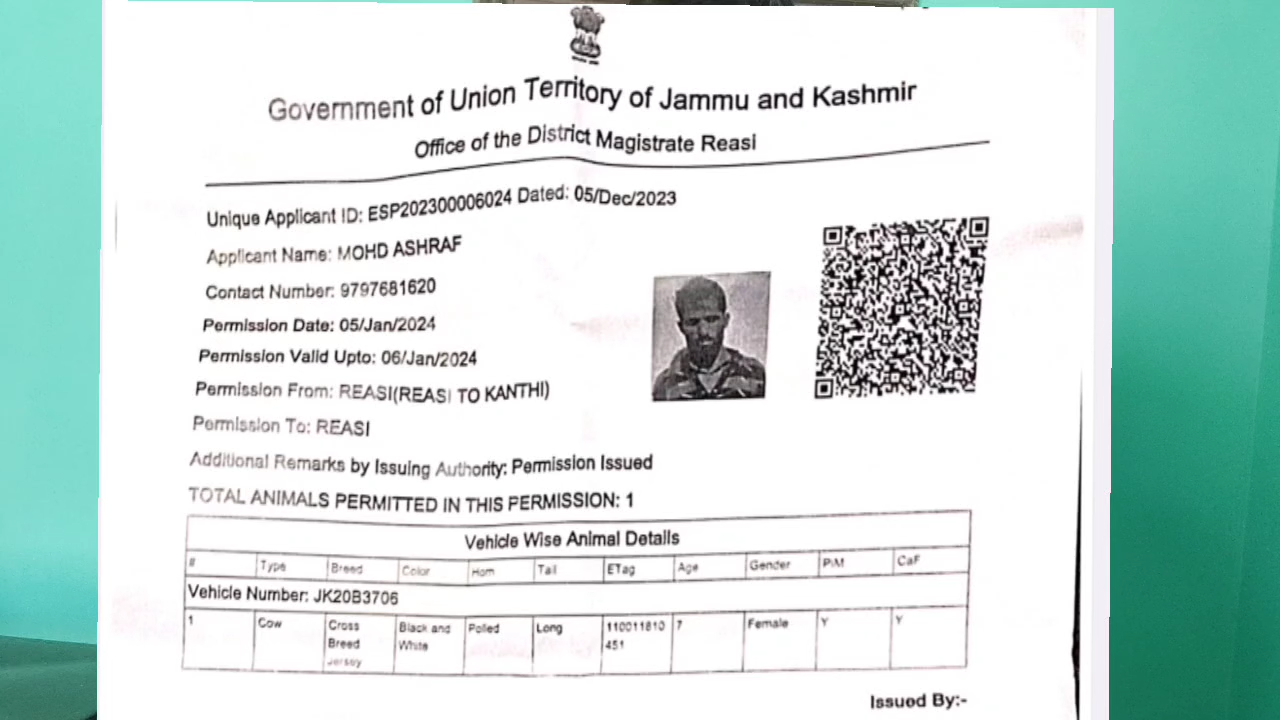 Government of Union Territory of Jammu and Kashmir
Office of the District Magistrate Reasi
Unique Applicant ID: ESP202300006024 Dated: 05/Dec/2023
Applicant Name: MOHD ASHRAF
Contact Number: 9797681620
Permission Date: 05/Jan/2024
Permission Valid Upto: 06/Jan/2024
Permission From: REASI(REASI TO KANTHI)
Permission To: REASI
Additional Remarks by Issuing Authority: Permission Issued
TOTAL ANIMALS PERMITTED IN THIS PERMISSION: 1
Vehicle Wise Animal Details
# Type Breed Color Horn Tail ETag Age Gender PiM CaF
Vehicle Number: JK20B3706
1 Cow Cross Black and Polled Long 110011810 7 Female Y Y
Breed White 451
Jersey
Issued By:-